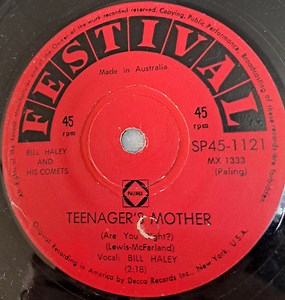 FESTIVAL
Made in Australia
45
rpm
45
rpm
SP45-1121
MX 1333
(Paling)
BILL HALEY
AND
HIS COMETS
TEENAGER'S MOTHER
(Are You Right?)
(Lewis-McFarland)
Vocal: BILL HALEY
(2:18)
Original Recording in America by Decca Records Inc., New York, U.S.A.